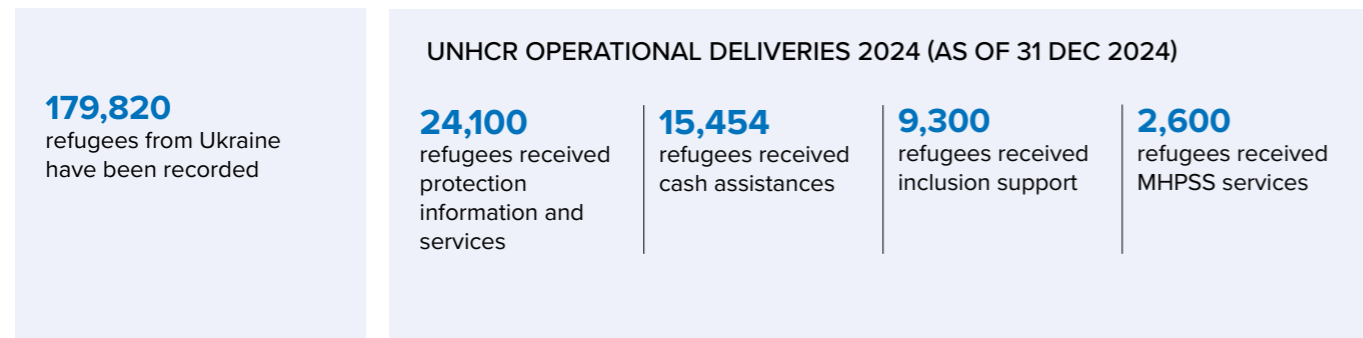 179,820
refugees from Ukraine
have been recorded
UNHCR OPERATIONAL DELIVERIES 2024 (AS OF 31 DEC 2024)
24,100
refugees received
protection
information and
services
15,454
refugees received
cash assistances
9,300
refugees received
inclusion support
2,600
refugees received
MHPSS services